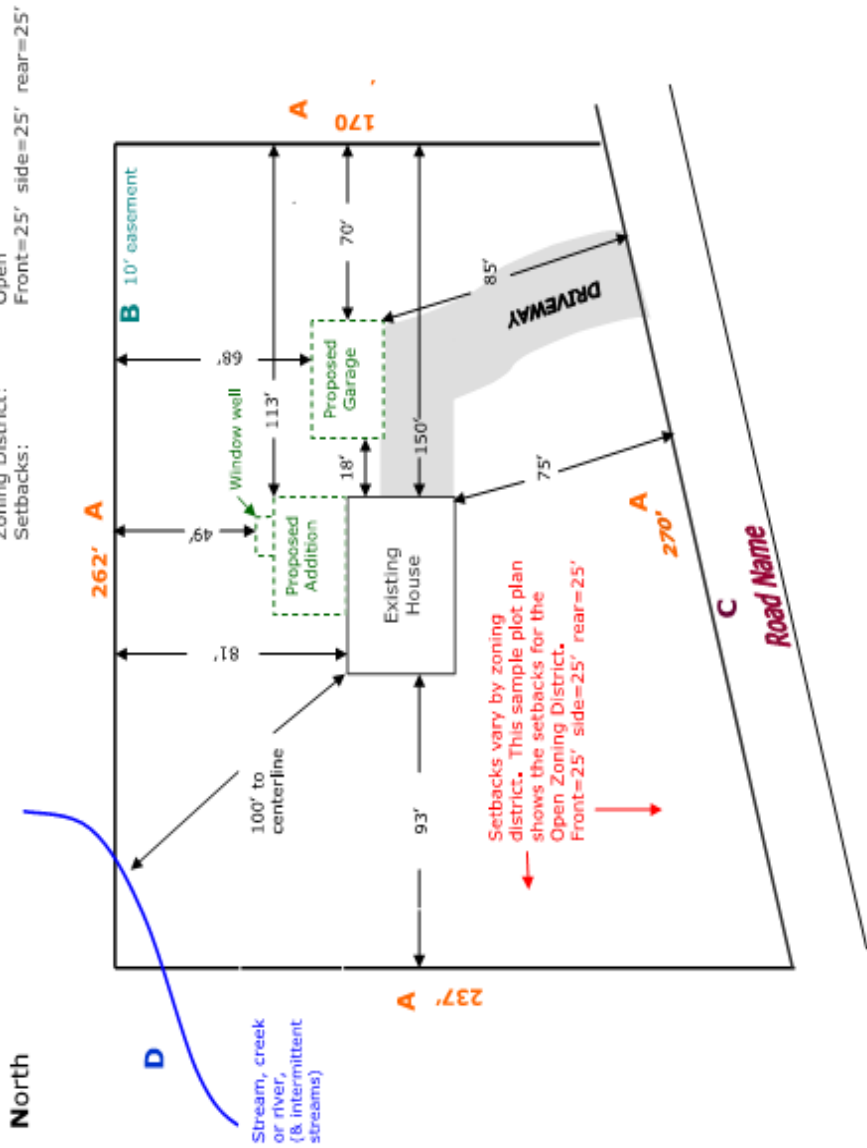 North
Zoning District:
Open
Setbacks:
Front=25' side=25' rear=25'
262'
A
B 10' easement
A
170
D
Stream, creek
or river,
(& intermittent
streams)
100' to
centerline
81'
49'
Window well
113'
68'
70'
Proposed
Addition
Proposed
Garage
18'
150'
Existing
House
93'
A 237'
85'
DRIVEWAY
75'
Setbacks vary by zoning
district. This sample plot plan
shows the setbacks for the
Open Zoning District.
Front=25' side=25' rear=25'
A
270'
C
Road Name